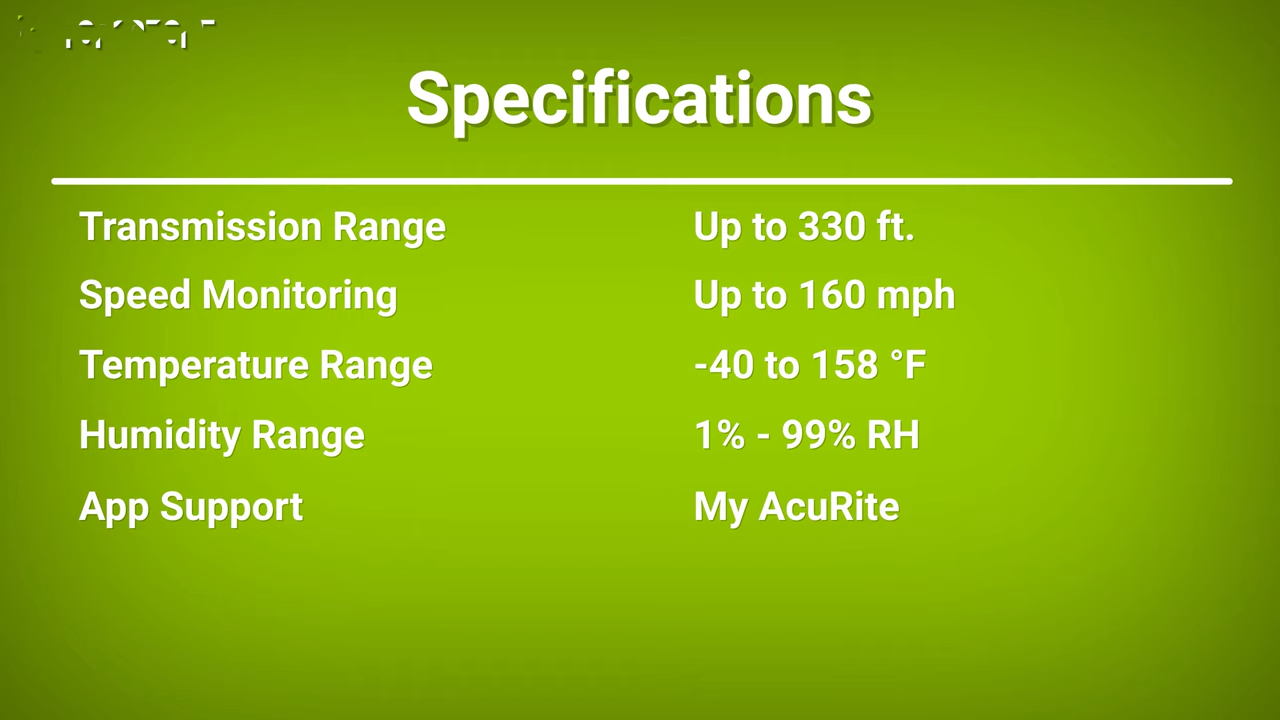 Specifications
Transmission Range Up to 330 ft.
Speed Monitoring Up to 160 mph
Temperature Range -40 to 158 °F
Humidity Range 1% - 99% RH
App Support My AcuRite